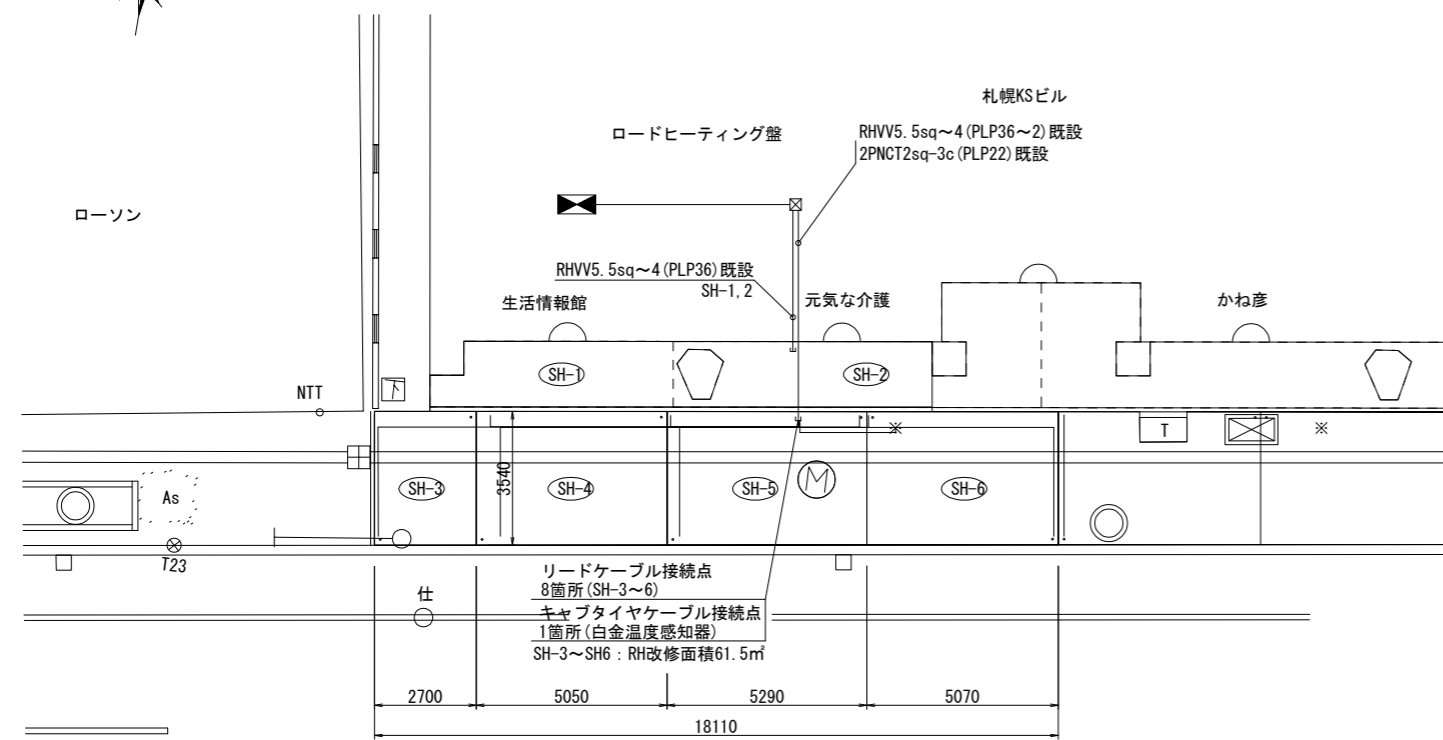 札幌KSビル
ロードヒーティング盤
RHVV5.5sq～4(PLP36～2)既設
2PNCT2sq-3c(PLP22)既設
ローソン
RHVV5.5sq～4(PLP36)既設
SH-1,2
生活情報館
元気な介護
かね彦
SH-1
SH-2
下
NTT
T
※
※
3540
SH-3
SH-4
SH-5
M
SH-6
As
T23
リードケーブル接続点
8箇所(SH-3～6)
仕
キャブタイヤケーブル接続点
1箇所(白金温度感知器)
SH-3～SH6：RH改修面積61.5㎡
2700
5050
5290
5070
18110